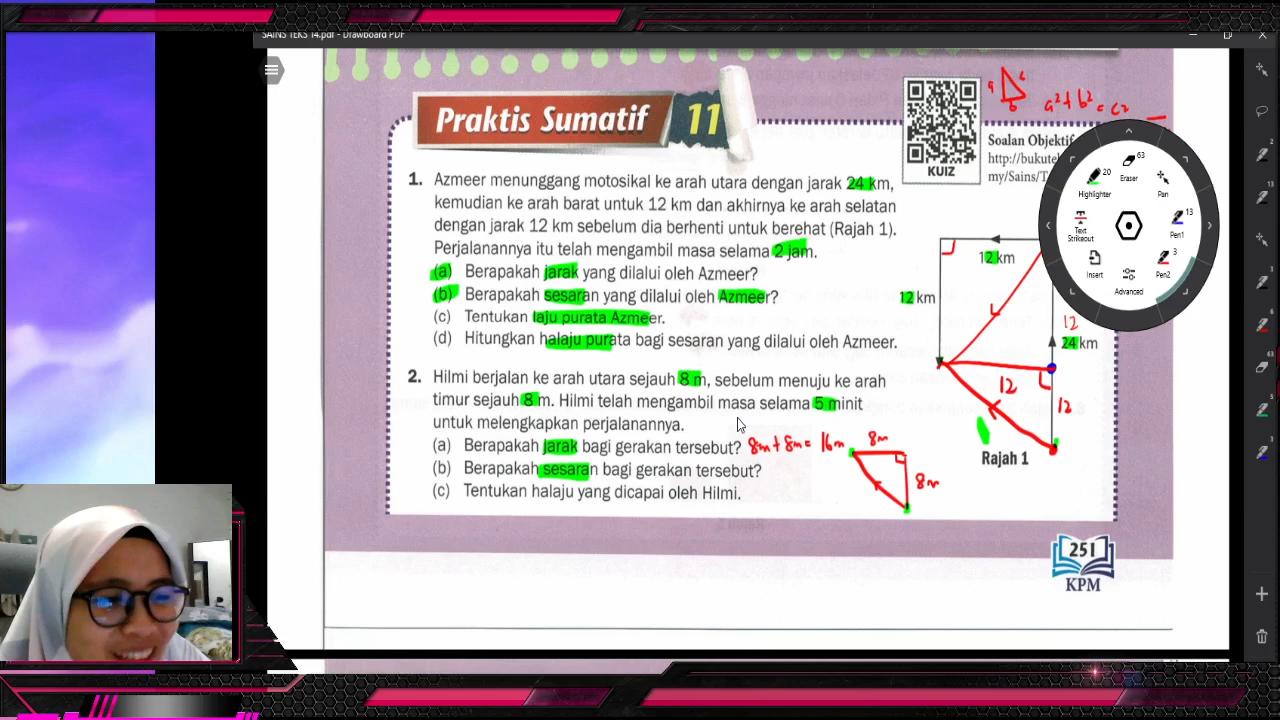 SAINS TEKS T4.pdf - Drawboard PDF
Praktis Sumatif 11
KUIZ
a
b
a² + b² = c²
Soalan Objektif
my/Sains/T
1. Azmeer menunggang motosikal ke arah utara dengan jarak 24 km,
kemudian ke arah barat untuk 12 km dan akhirnya ke arah selatan
dengan jarak 12 km sebelum dia berhenti untuk berehat (Rajah 1).
Perjalanannya itu telah mengambil masa selama 2 jam.
(a) Berapakah jarak yang dilalui oleh Azmeer?
(b) Berapakah sesaran yang dilalui oleh Azmeer?
(c) Tentukan laju purata Azmeer.
(d) Hitungkan halaju purata bagi sesaran yang dilalui oleh Azmeer.
12 km
12 km
12
24 km
12
12
Rajah 1
2. Hilmi berjalan ke arah utara sejauh 8 m, sebelum menuju ke arah
timur sejauh 8 m. Hilmi telah mengambil masa selama 5 minit
untuk melengkapkan perjalanannya.
(a) Berapakah jarak bagi gerakan tersebut? 8m + 8m = 16m
(b) Berapakah sesaran bagi gerakan tersebut?
(c) Tentukan halaju yang dicapai oleh Hilmi.
8m
8m
251
KPM
Highlighter
20
Eraser
63
Pan
Text
Strikeout
Pen1
13
Insert
Advanced
Pen2
3